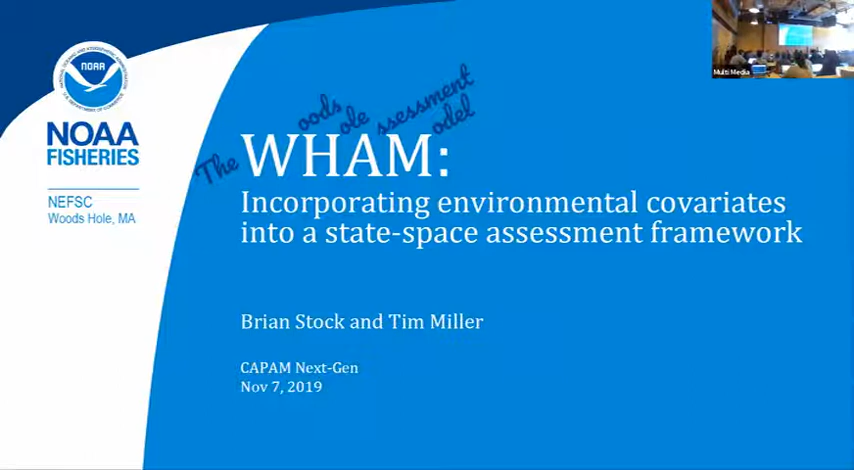 NOAA
NOAA
FISHERIES
NEFSC
Woods Hole, MA
The oods ole ssessment odel
WHAM:
Incorporating environmental covariates
into a state-space assessment framework
Brian Stock and Tim Miller
CAPAM Next-Gen
Nov 7, 2019
Multi Media